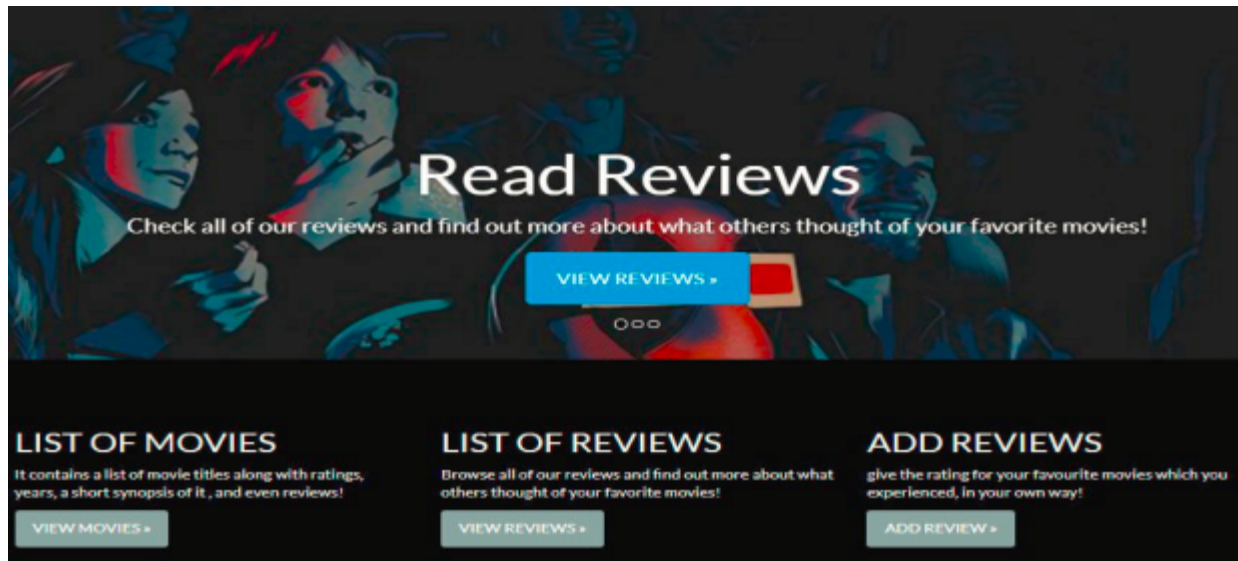 Read Reviews
Check all of our reviews and find out more about what others thought of your favorite movies!
VIEW REVIEWS »
LIST OF MOVIES
It contains a list of movie titles along with ratings,
years, a short synopsis of it , and even reviews!
VIEW MOVIES »
LIST OF REVIEWS
Browse all of our reviews and find out more about what
others thought of your favorite movies!
VIEW REVIEWS »
ADD REVIEWS
give the rating for your favourite movies which you
experienced, in your own way!
ADD REVIEW »